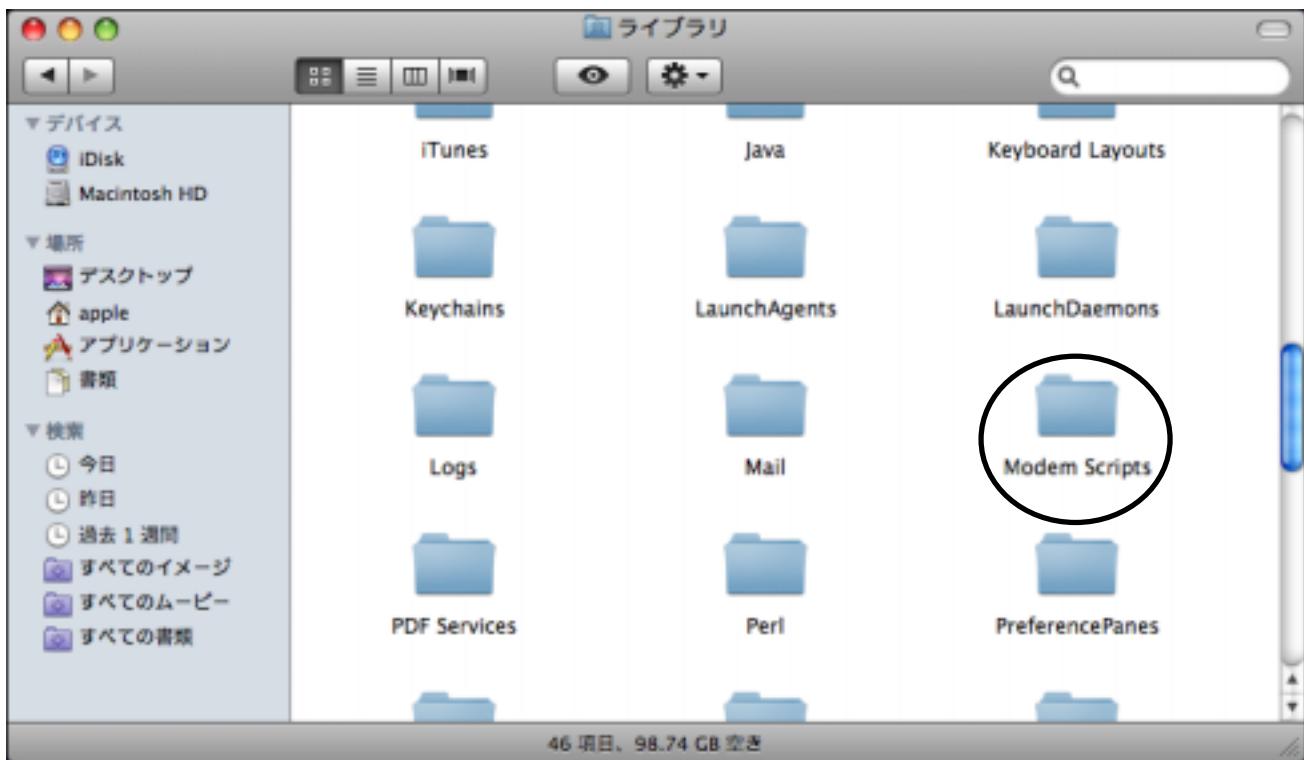 ライブラリ
デバイス
iDisk
Macintosh HD
場所
デスクトップ
apple
アプリケーション
書類
検索
今日
昨日
過去 1 週間
すべてのイメージ
すべてのムービー
すべての書類
iTunes
Java
Keyboard Layouts
Keychains
LaunchAgents
LaunchDaemons
Logs
Mail
Modem Scripts
PDF Services
Perl
PreferencePanes
46 項目、98.74 GB 空き